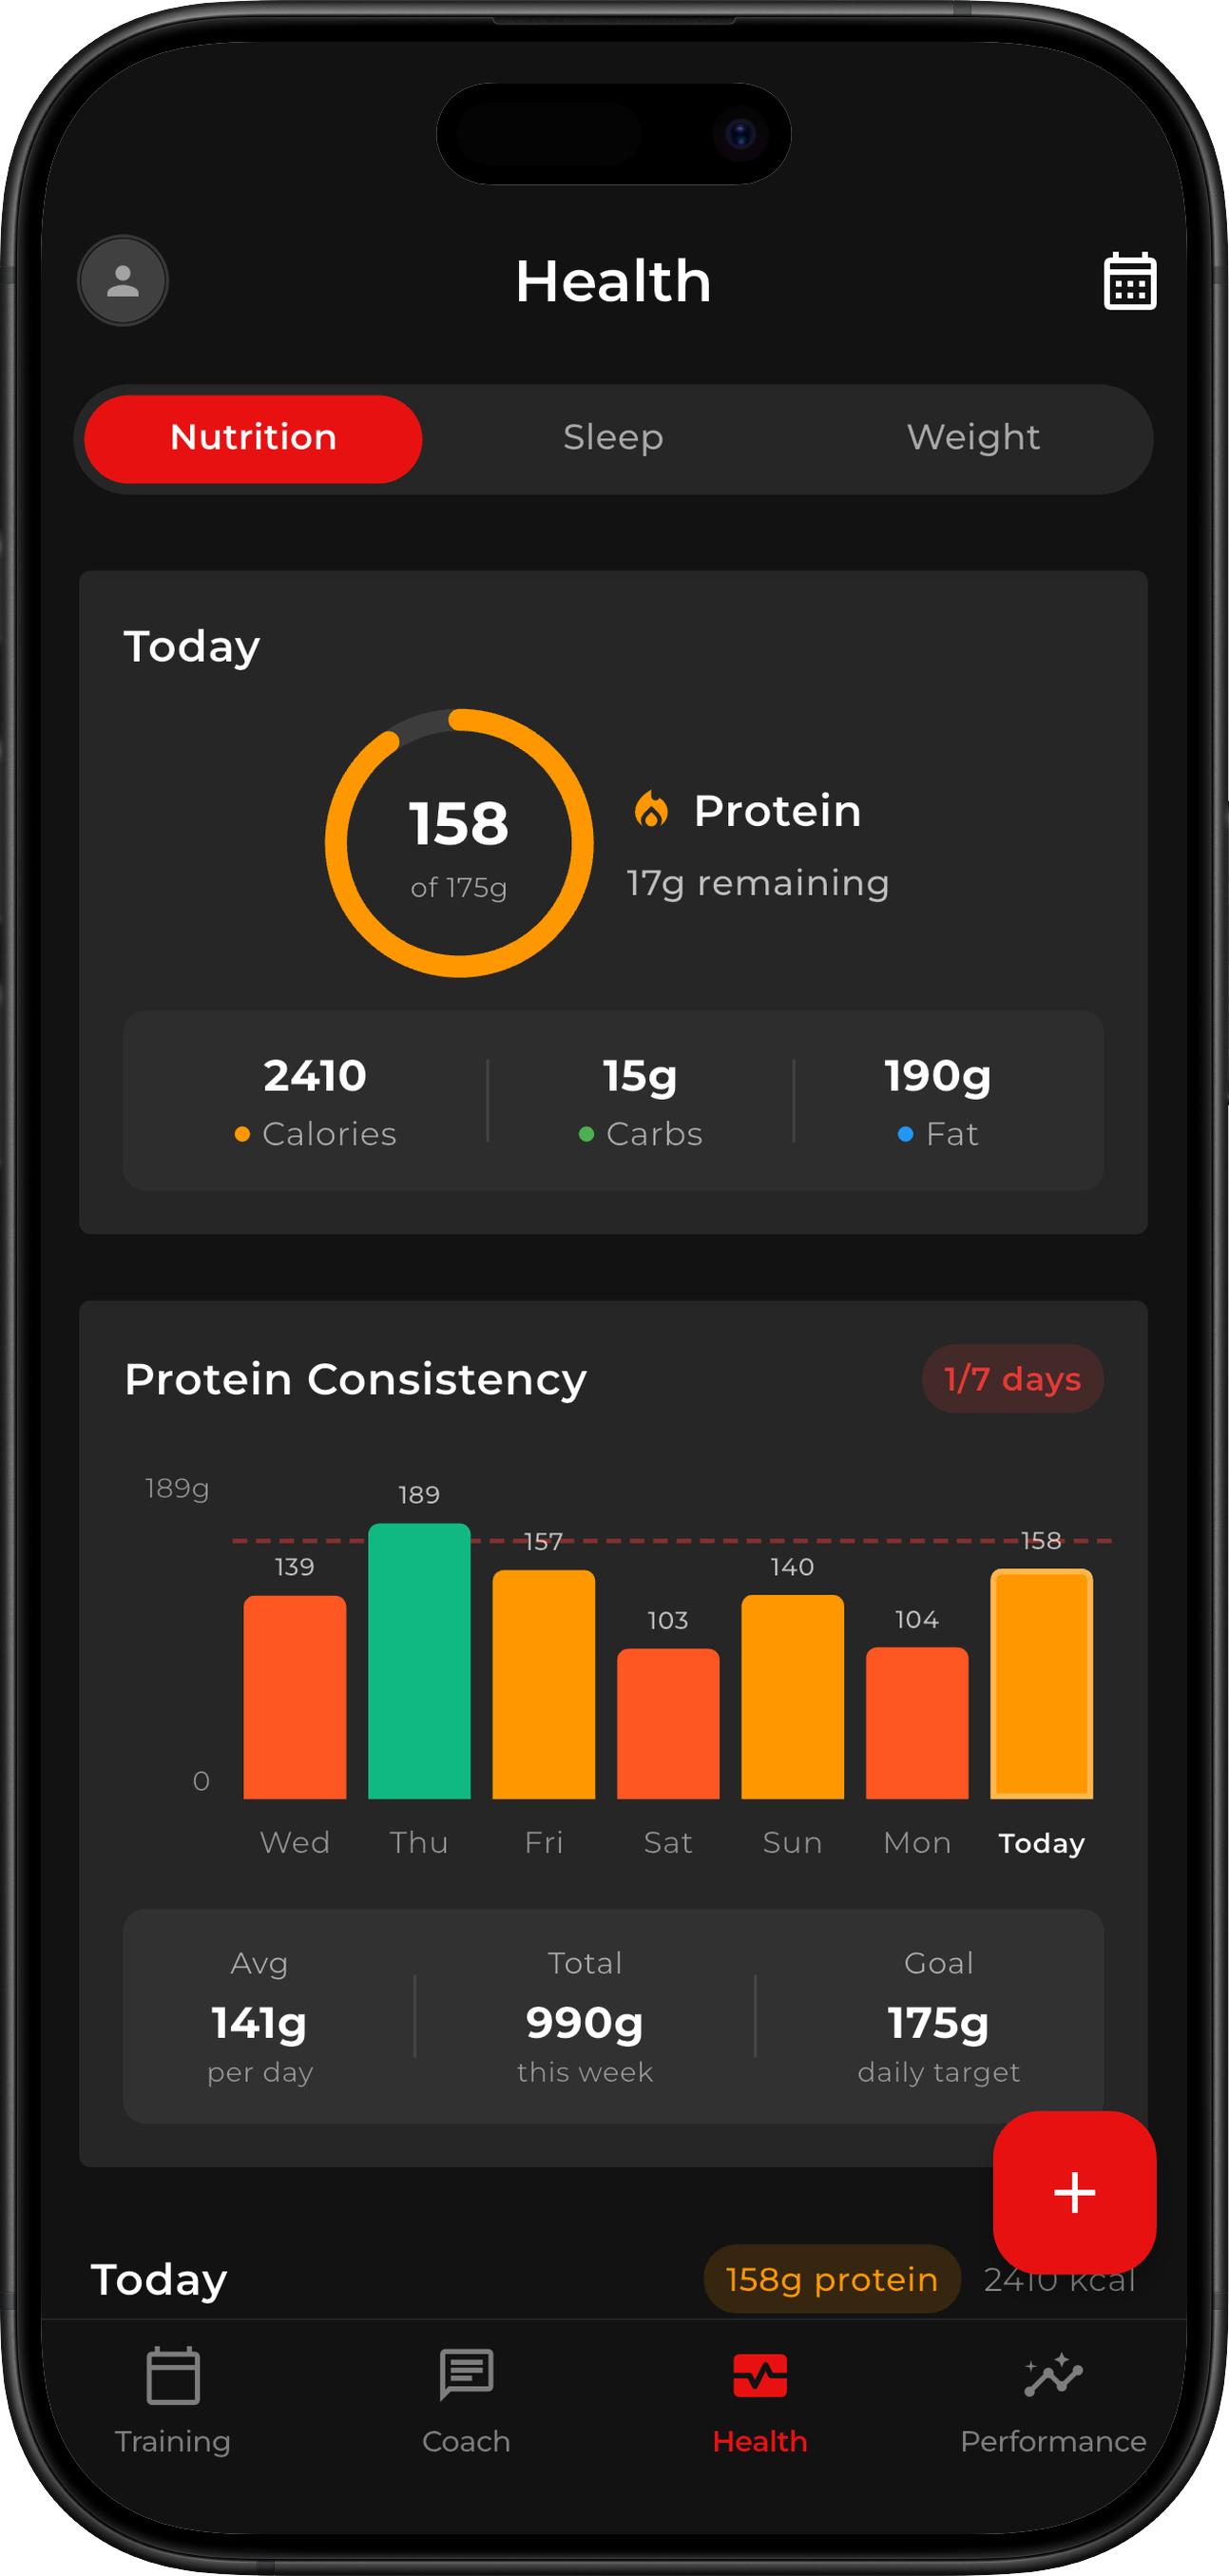 Health
Nutrition Sleep Weight
Today
158
of 175g
Protein
17g remaining
2410 15g 190g
Calories Carbs Fat
Protein Consistency 1/7 days
189g
189
157
158
139
140
103
104
0
Wed Thu Fri Sat Sun Mon Today
Avg Total Goal
141g 990g 175g
per day this week daily target
+
Today 158g protein 2410 kcal
Training Coach Health Performance